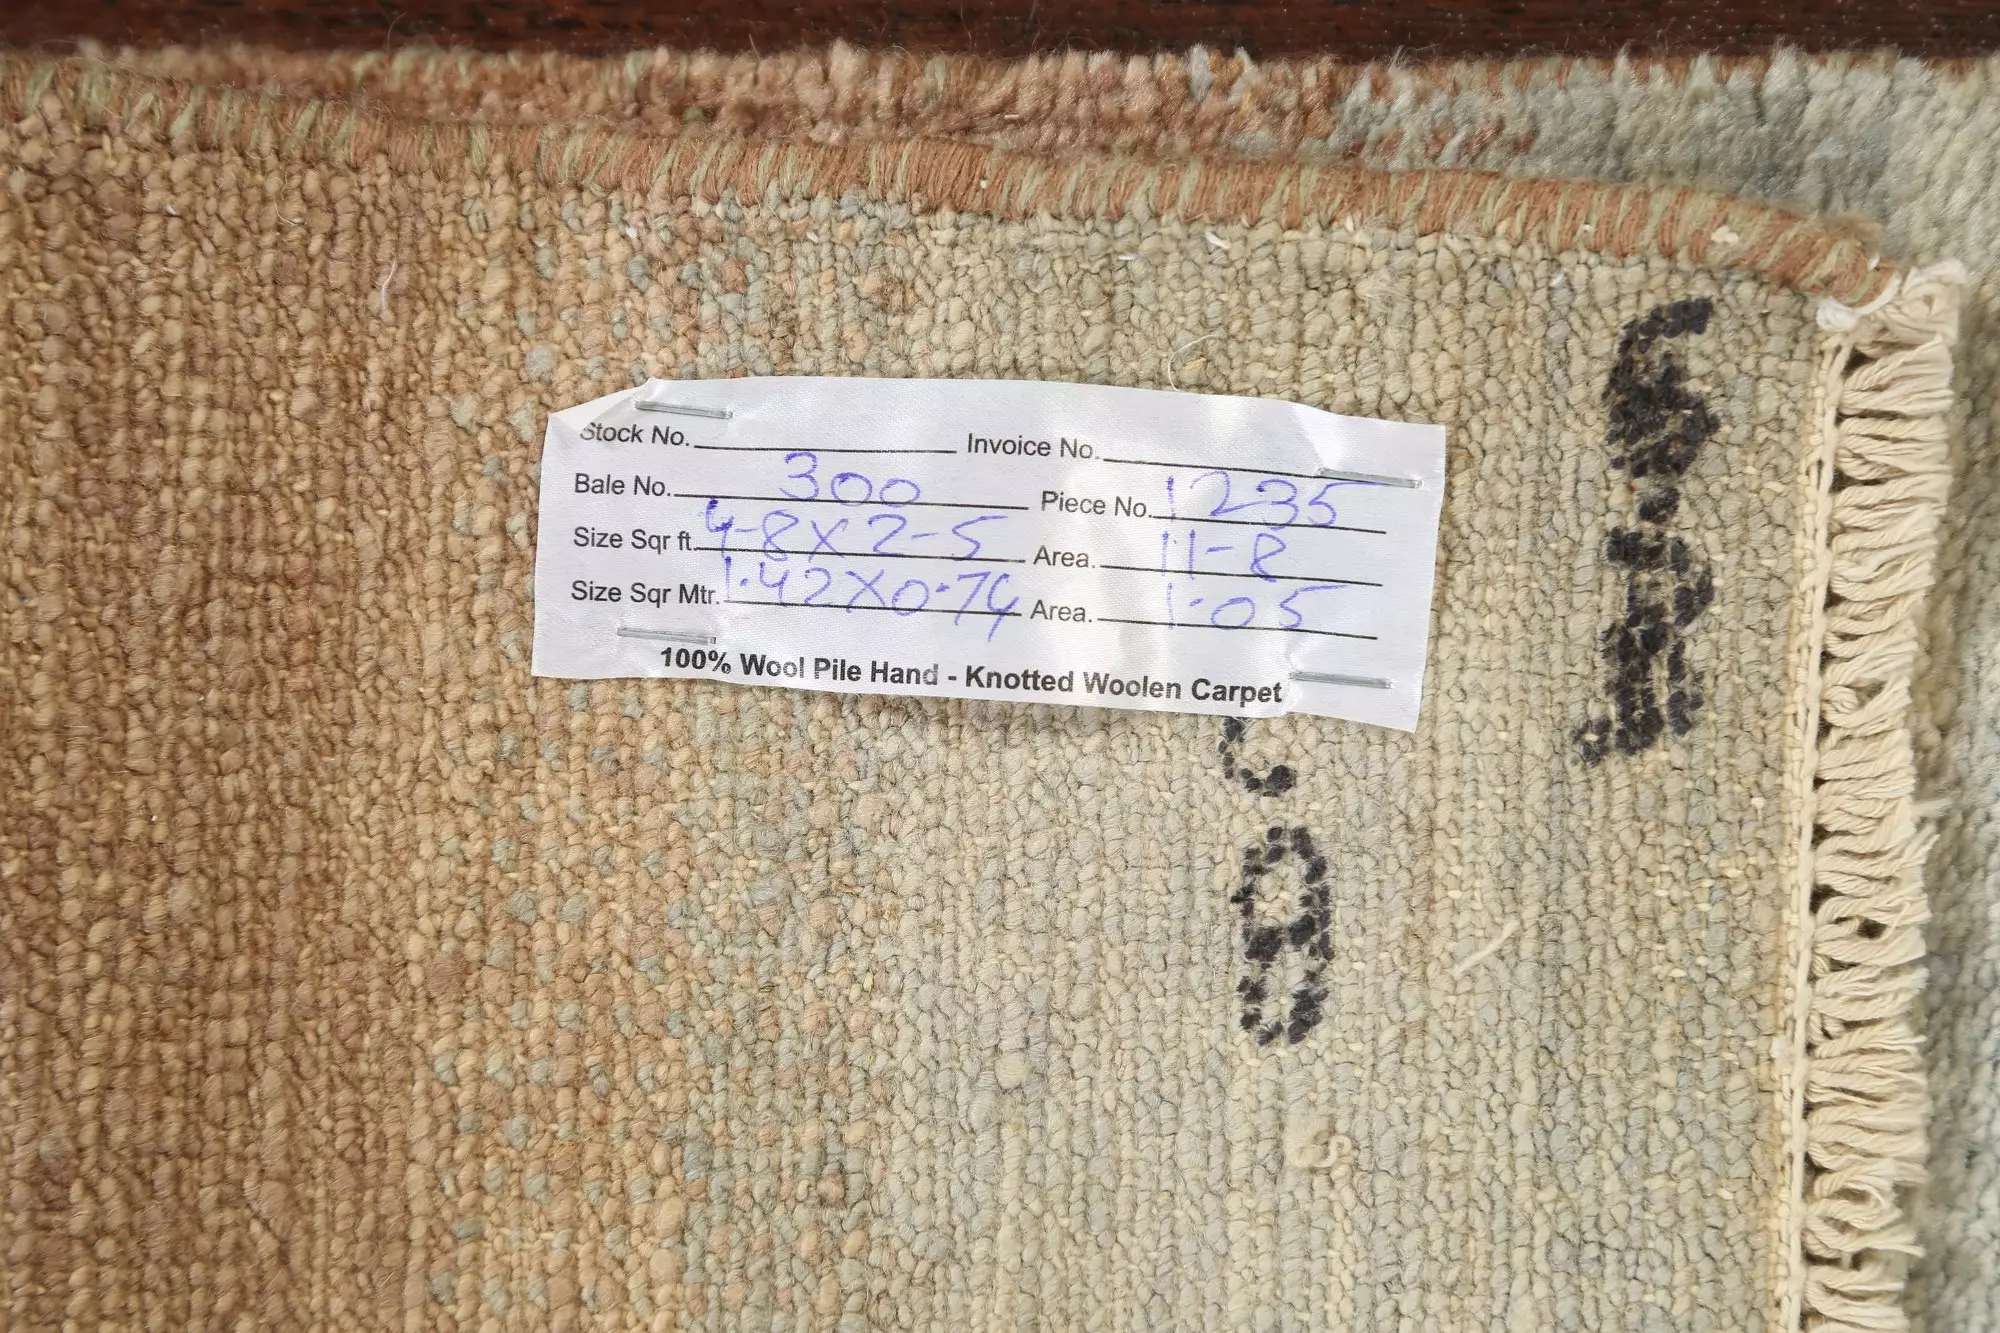 Stock No. Invoice No.
Bale No. 300 Piece No. 1235
Size Sqr ft. 4-8X2-5 Area. 11-8
Size Sqr Mtr. 1.42X0.74 Area. 1.05
100% Wool Pile Hand - Knotted Woolen Carpet